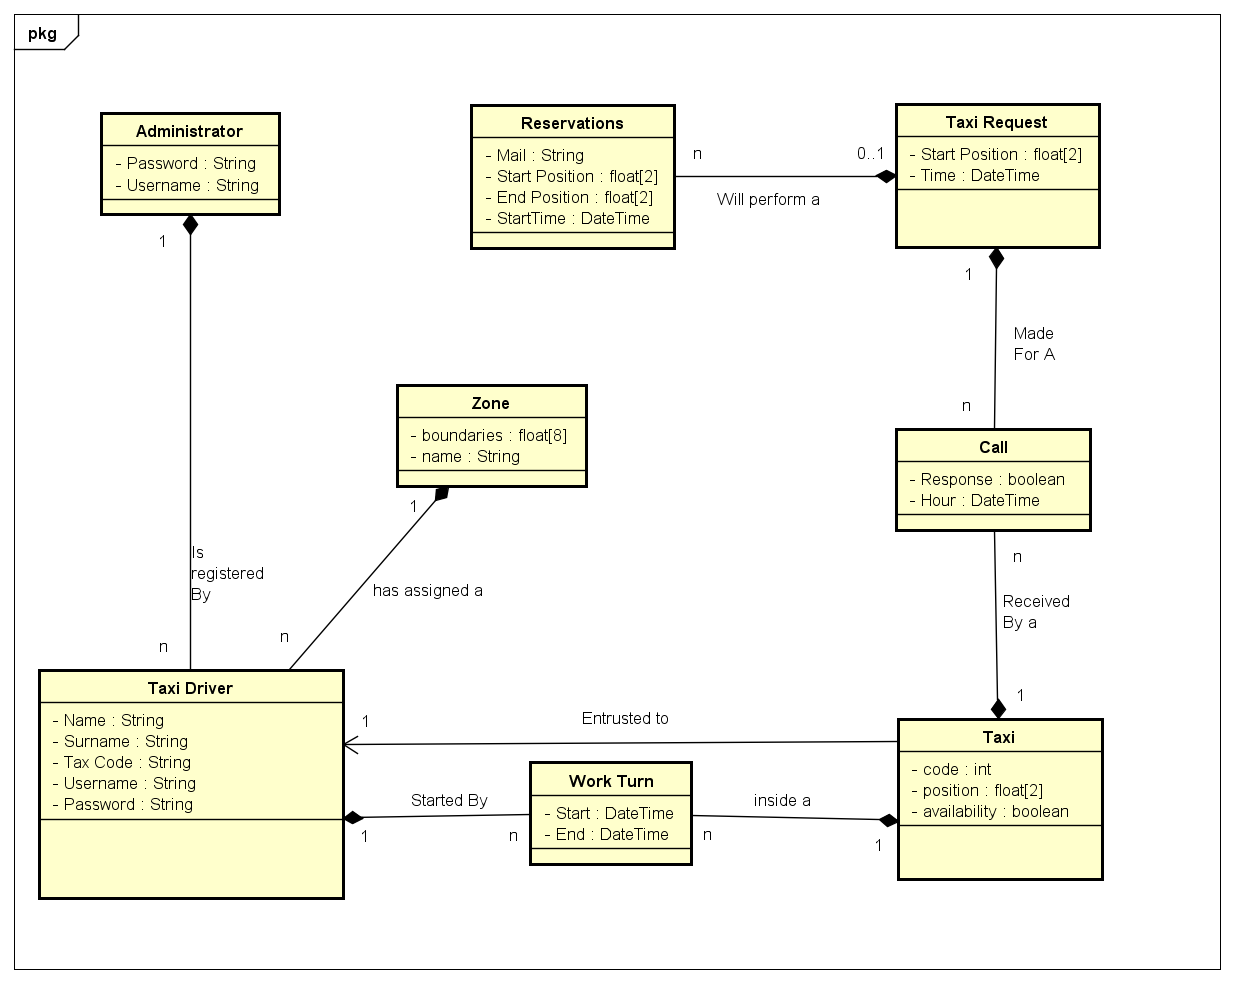 pkg
Administrator
- Password : String
- Username : String
1
Reservations
- Mail : String
- Start Position : float[2]
- End Position : float[2]
- StartTime : DateTime
n
0..1
Will perform a
Taxi Request
- Start Position : float[2]
- Time : DateTime
1
Made
For A
n
Zone
- boundaries : float[8]
- name : String
1
has assigned a
n
Is
registered
By
n
Call
- Response : boolean
- Hour : DateTime
n
Received
By a
1
Taxi Driver
- Name : String
- Surname : String
- Tax Code : String
- Username : String
- Password : String
1
Entrusted to
Started By
1
n
Work Turn
- Start : DateTime
- End : DateTime
inside a
n
1
Taxi
- code : int
- position : float[2]
- availability : boolean